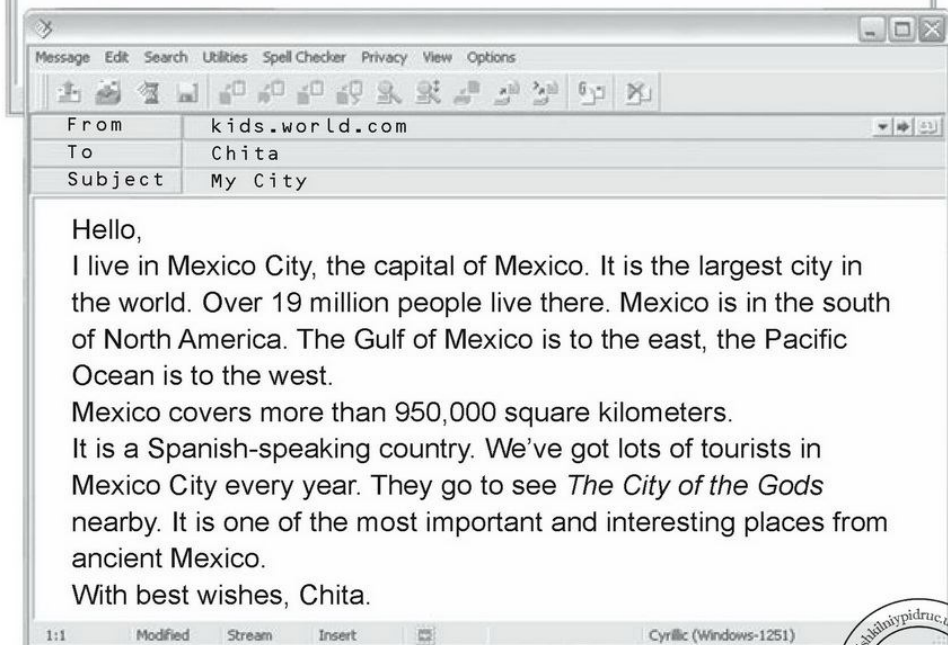 Message Edit Search Utilities Spell Checker Privacy View Options
From kids.world.com
To Chita
Subject My City
Hello,
I live in Mexico City, the capital of Mexico. It is the largest city in
the world. Over 19 million people live there. Mexico is in the south
of North America. The Gulf of Mexico is to the east, the Pacific
Ocean is to the west.
Mexico covers more than 950,000 square kilometers.
It is a Spanish-speaking country. We've got lots of tourists in
Mexico City every year. They go to see The City of the Gods
nearby. It is one of the most important and interesting places from
ancient Mexico.
With best wishes, Chita.
1:1 Modified Stream Insert Cyrillic (Windows-1251)